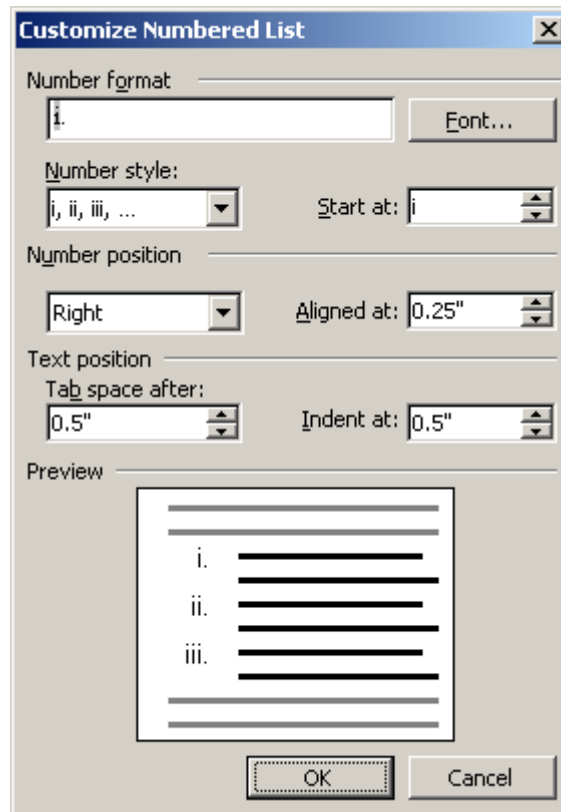 Customize Numbered List
Number format
i.
Font...
Number style:
i, ii, iii, ...
Start at: i
Number position
Right
Aligned at: 0.25"
Text position
Tab space after:
0.5"
Indent at: 0.5"
Preview
i.
ii.
iii.
OK
Cancel